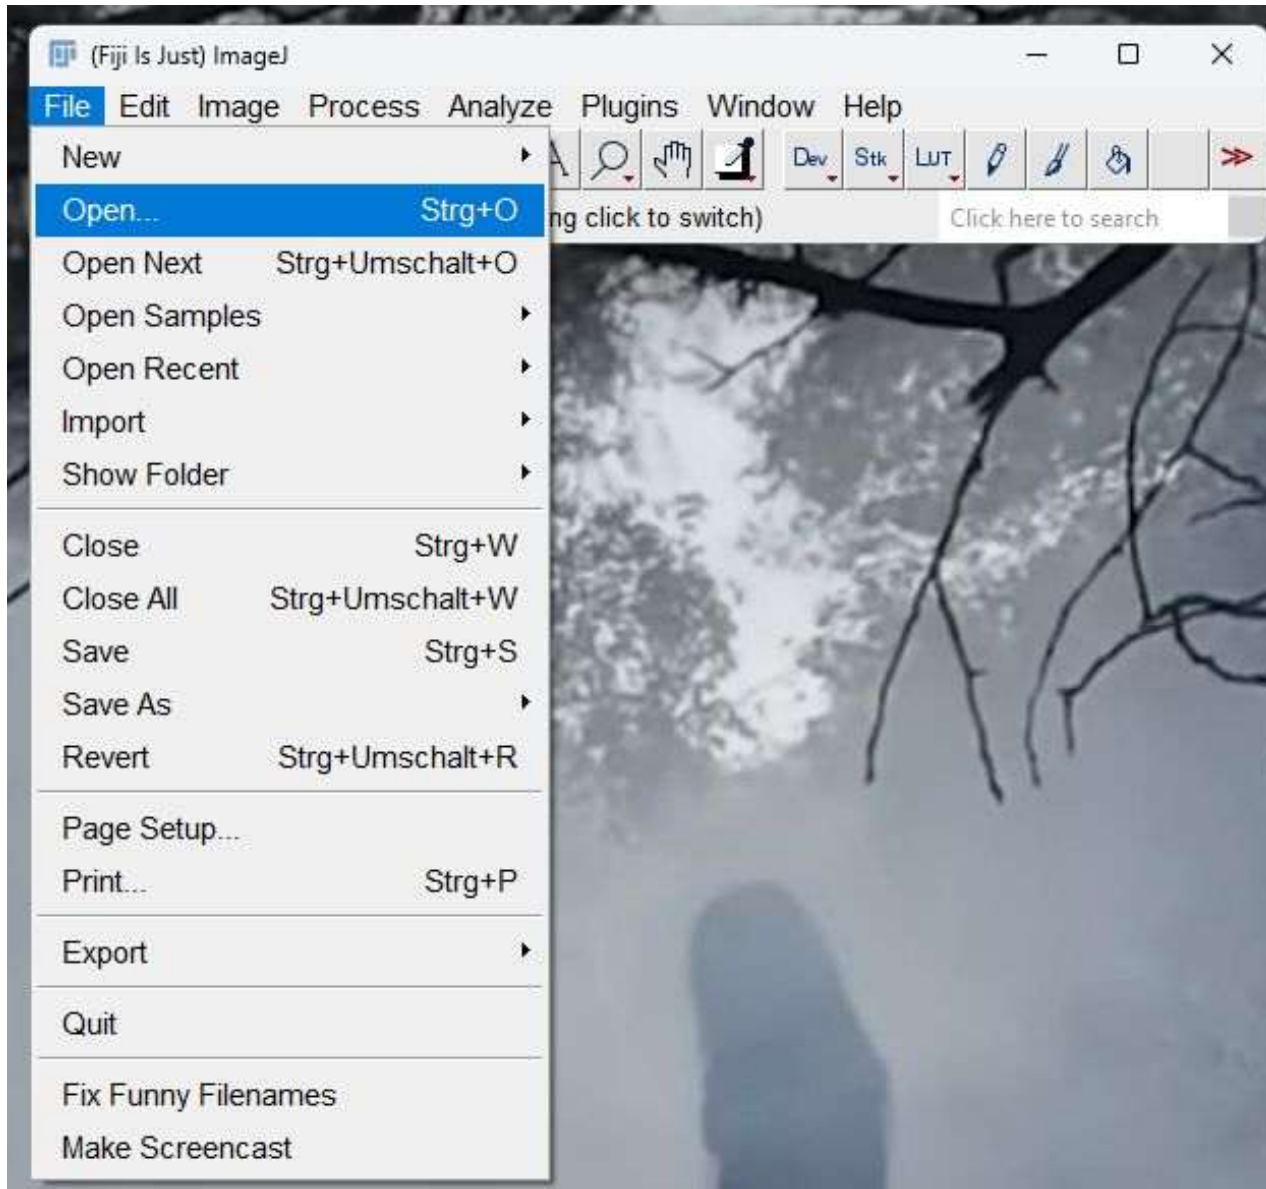 (Fiji Is Just) ImageJ
File Edit Image Process Analyze Plugins Window Help
Dev Stk LUT
click to switch) Click here to search
New
Open... Strg+O
Open Next Strg+Umschalt+O
Open Samples
Open Recent
Import
Show Folder
Close Strg+W
Close All Strg+Umschalt+W
Save Strg+S
Save As
Revert Strg+Umschalt+R
Page Setup...
Print... Strg+P
Export
Quit
Fix Funny Filenames
Make Screencast